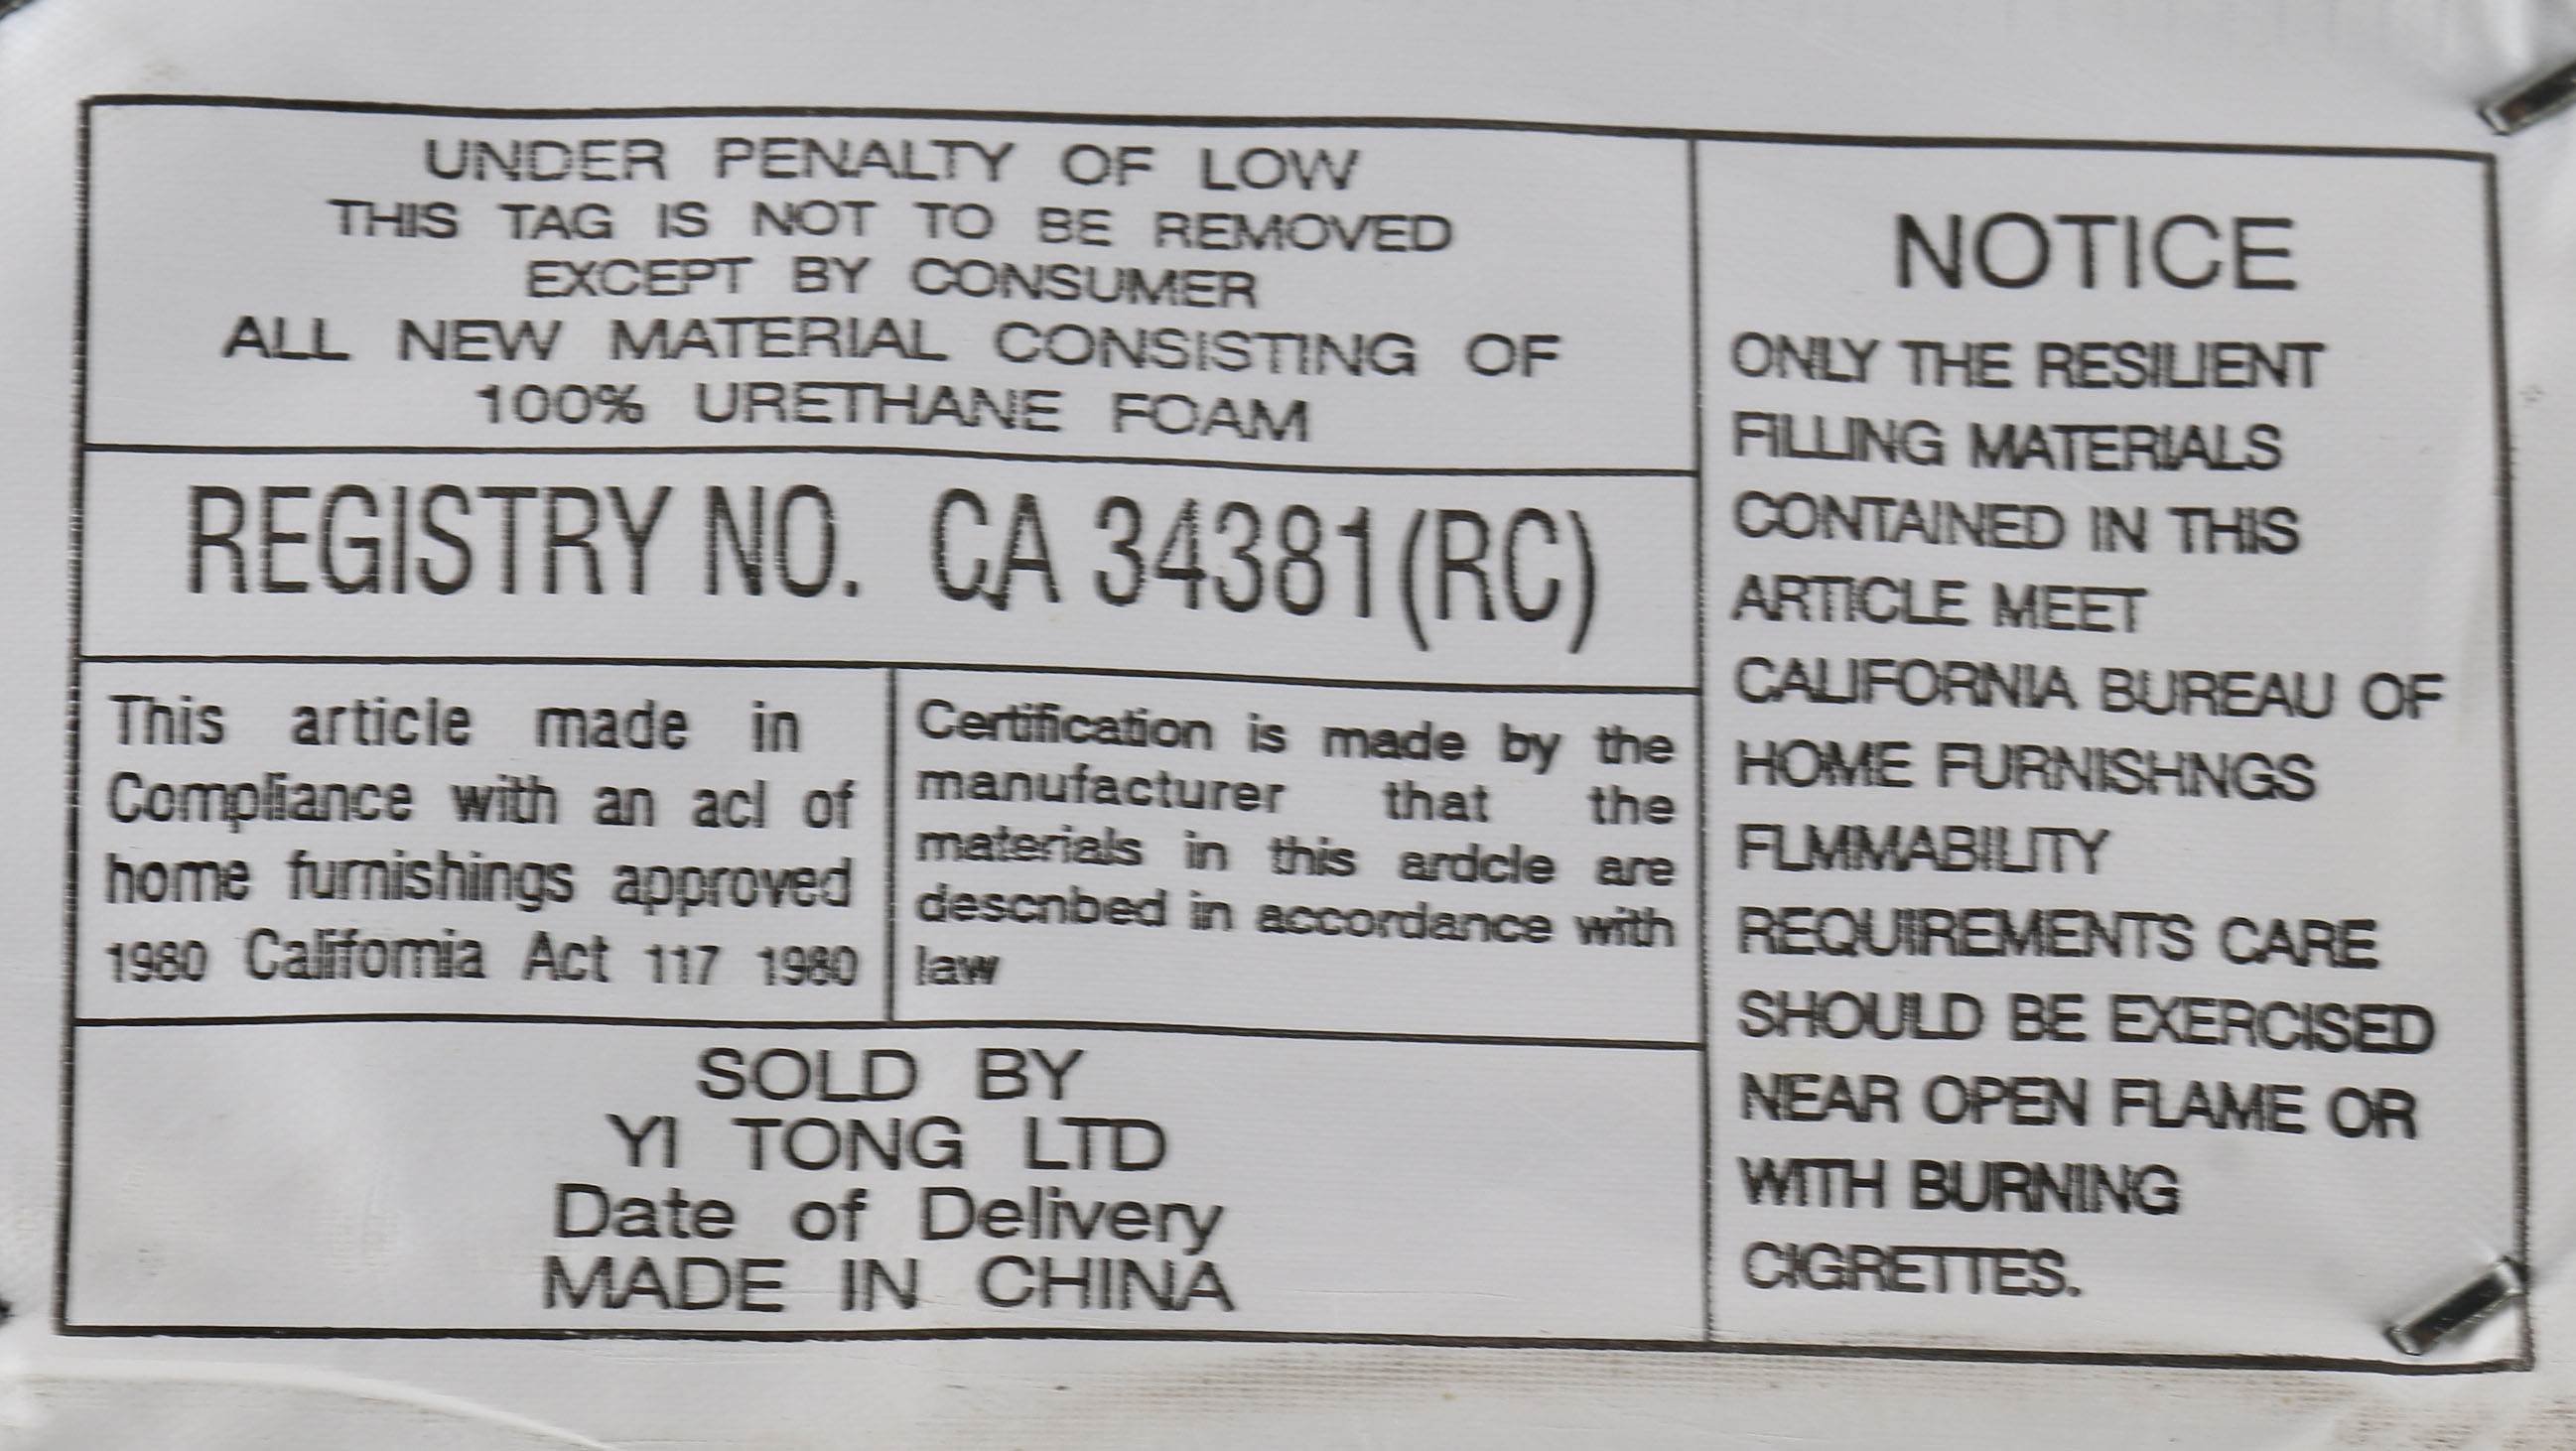 UNDER PENALTY OF LOW
THIS TAG IS NOT TO BE REMOVED
EXCEPT BY CONSUMER
ALL NEW MATERIAL CONSISTING OF
100% URETHANE FOAM
REGISTRY NO. CA 34381(RC)
This article made in
Compliance with an acl of
home furnishings approved
1980 California Act 117 1980
Certification is made by the
manufacturer that the
materials in this ardcle are
descnbed in accordance with
law
SOLD BY
YI TONG LTD
Date of Delivery
MADE IN CHINA
NOTICE
ONLY THE RESILIENT
FILLING MATERIALS
CONTAINED IN THIS
ARTICLE MEET
CALIFORNIA BUREAU OF
HOME FURNISHNGS
FLMMABILITY
REQUIREMENTS CARE
SHOULD BE EXERCISED
NEAR OPEN FLAME OR
WITH BURNING
CIGRETTES.